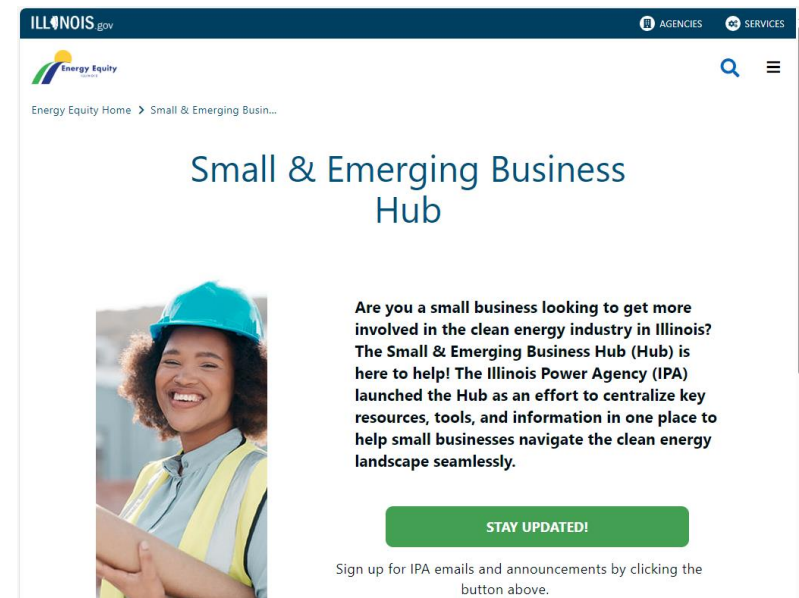 ILLINOIS.gov
AGENCIES
SERVICES
Energy Equity
Energy Equity Home
Small & Emerging Busin...
Small & Emerging Business
Hub
Are you a small business looking to get more
involved in the clean energy industry in Illinois?
The Small & Emerging Business Hub (Hub) is
here to help! The Illinois Power Agency (IPA)
launched the Hub as an effort to centralize key
resources, tools, and information in one place to
help small businesses navigate the clean energy
landscape seamlessly.
STAY UPDATED!
Sign up for IPA emails and announcements by clicking the
button above.